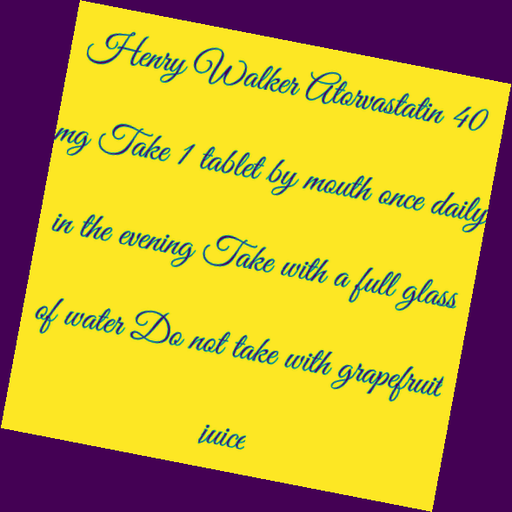 Henry Walker Atorvastatin 40
mg Take 1 tablet by mouth once daily
in the evening Take with a full glass
of water Do not take with grapefruit
juice